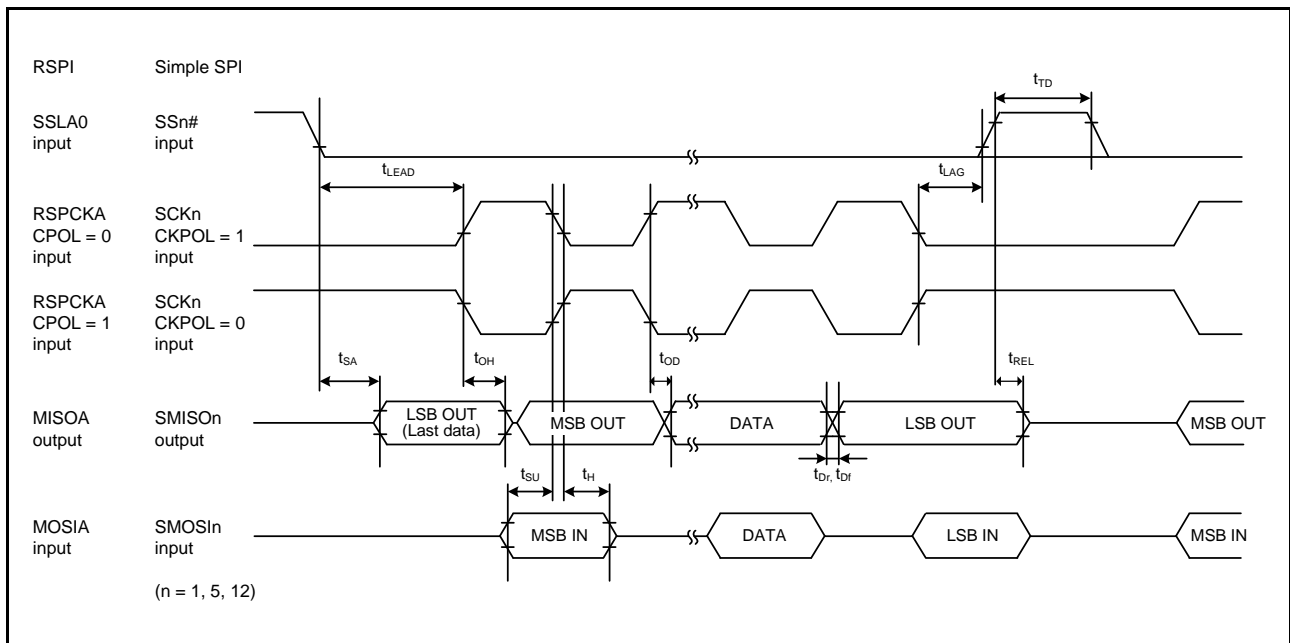 RSPI Simple SPI
tTD
SSLA0 SSn#
input input
tLEAD tLAG
RSPCKA SCKn
CPOL = 0 CKPOL = 1
input input
RSPCKA SCKn
CPOL = 1 CKPOL = 0
input input
tSA tOH tOD tREL
MISOA SMISOn LSB OUT MSB OUT DATA LSB OUT MSB OUT
output output (Last data)
tSU tH tDr, tDf
MOSIA SMOSIn MSB IN DATA LSB IN MSB IN
input input
(n = 1, 5, 12)